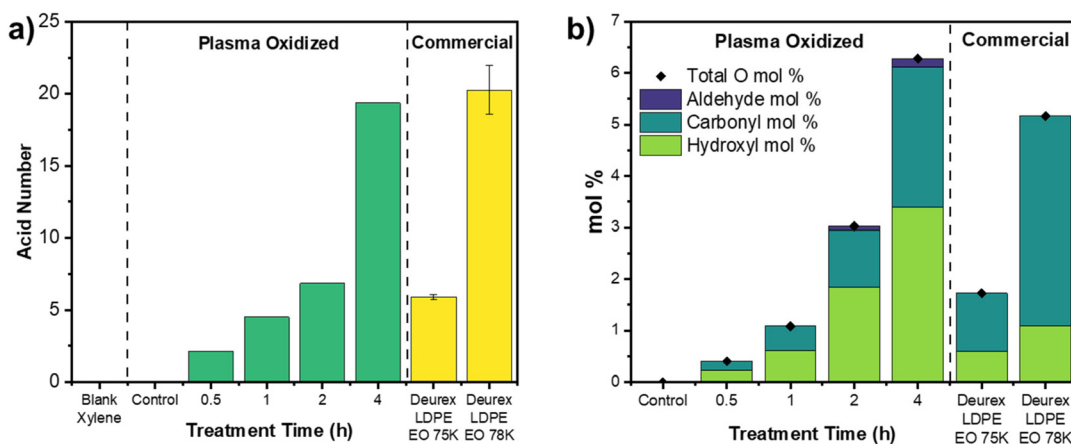 a)
25
20
15
10
5
0
Acid Number
Plasma Oxidized
Commercial
Blank
Xylene
Control
0.5
1
2
4
Deurex
LDPE
EO 75K
Deurex
LDPE
EO 78K
Treatment Time (h)
b)
7
6
5
4
3
2
1
0
mol %
Plasma Oxidized
Commercial
Total O mol %
Aldehyde mol %
Carbonyl mol %
Hydroxyl mol %
Control
0.5
1
2
4
Deurex
LDPE
EO 75K
Deurex
LDPE
EO 78K
Treatment Time (h)